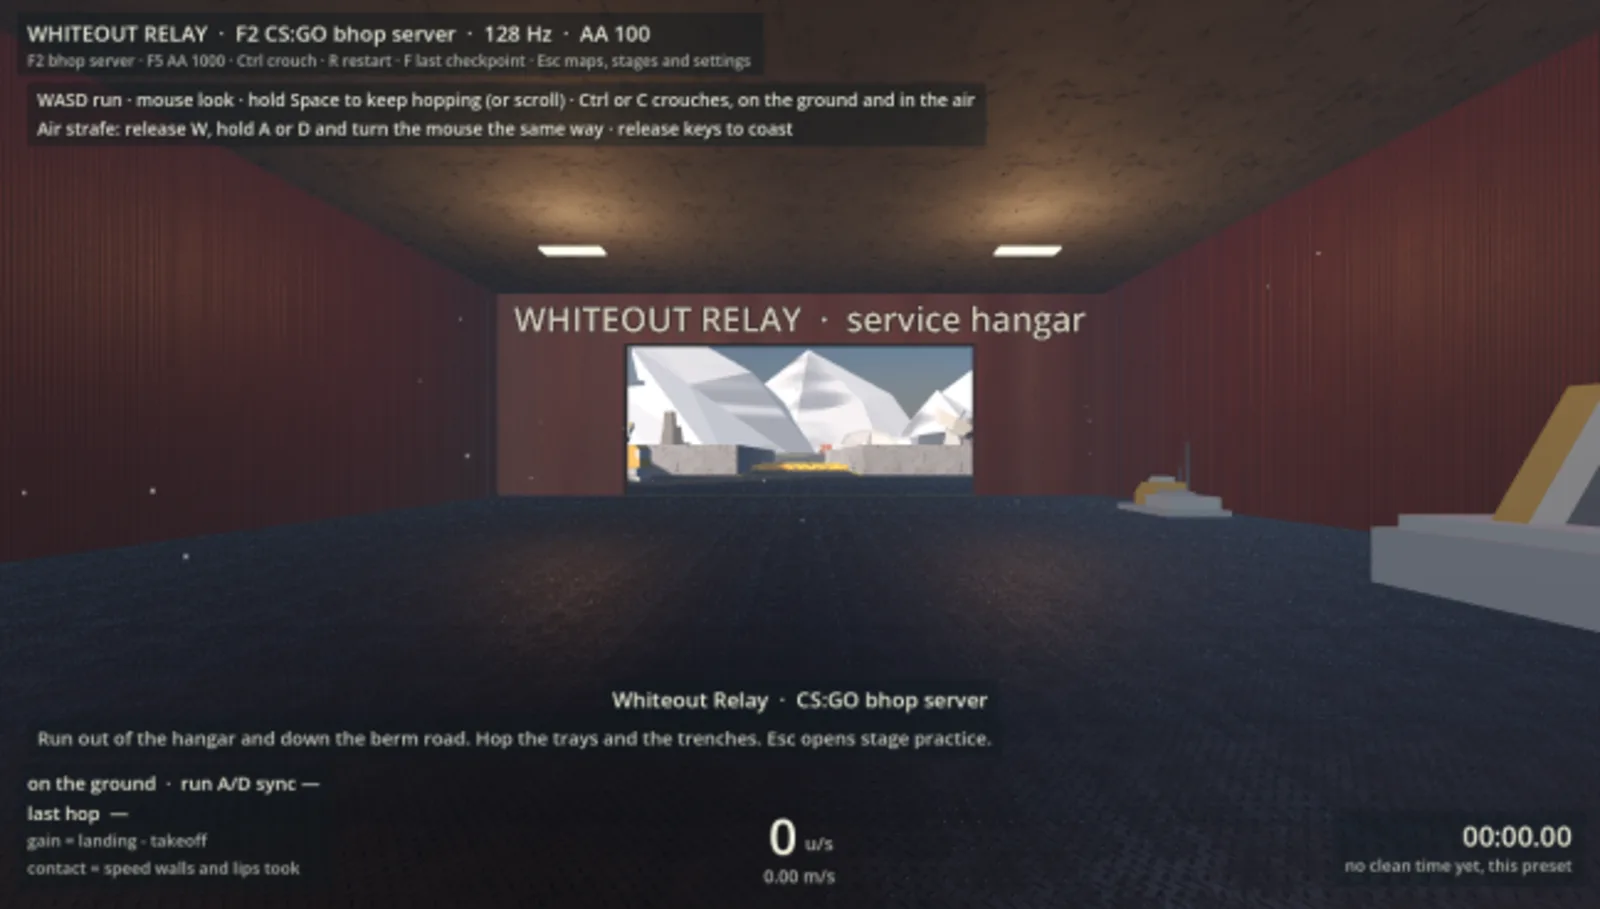 WHITEOUT RELAY · F2 CS:GO bhop server · 128 Hz · AA 100
F2 bhop server · F5 AA 1000 · Ctrl crouch · R restart · F last checkpoint · Esc maps, stages and settings
WASD run · mouse look · hold Space to keep hopping (or scroll) · Ctrl or C crouches, on the ground and in the air
Air strafe: release W, hold A or D and turn the mouse the same way · release keys to coast
WHITEOUT RELAY · service hangar
Whiteout Relay · CS:GO bhop server
Run out of the hangar and down the berm road. Hop the trays and the trenches. Esc opens stage practice.
on the ground · run A/D sync —
last hop —
gain = landing - takeoff
contact = speed walls and lips took
0 u/s
0.00 m/s
00:00.00
no clean time yet, this preset